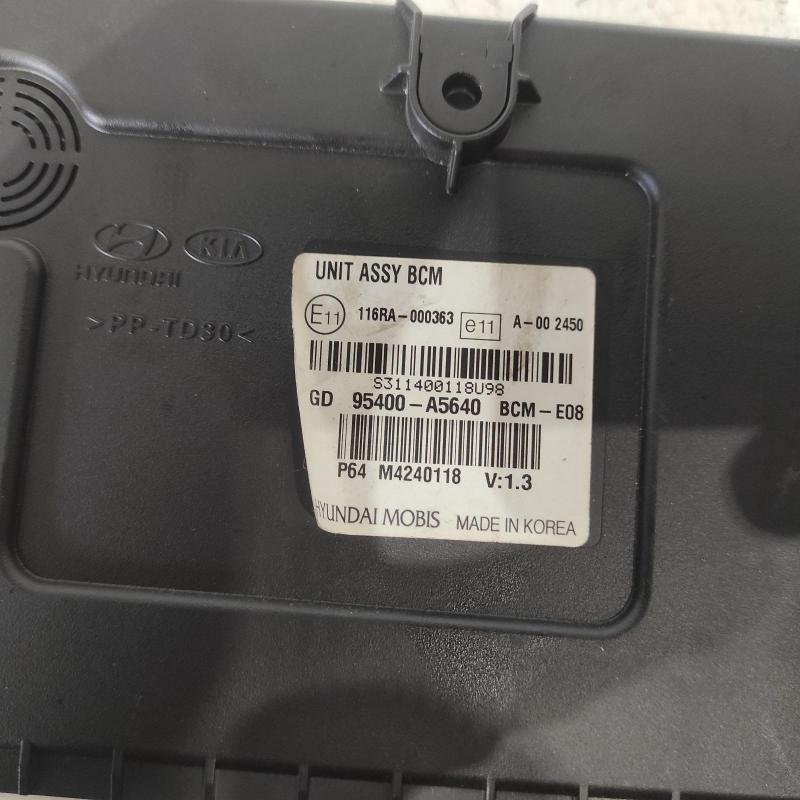 HYUNDAI
KIA
>PP-TD30<
UNIT ASSY BCM
E11 116RA-000363 e11 A-00 2450
S311400118U98
GD 95400-A5640 BCM-E08
P64 M4240118 V:1.3
HYUNDAI MOBIS MADE IN KOREA